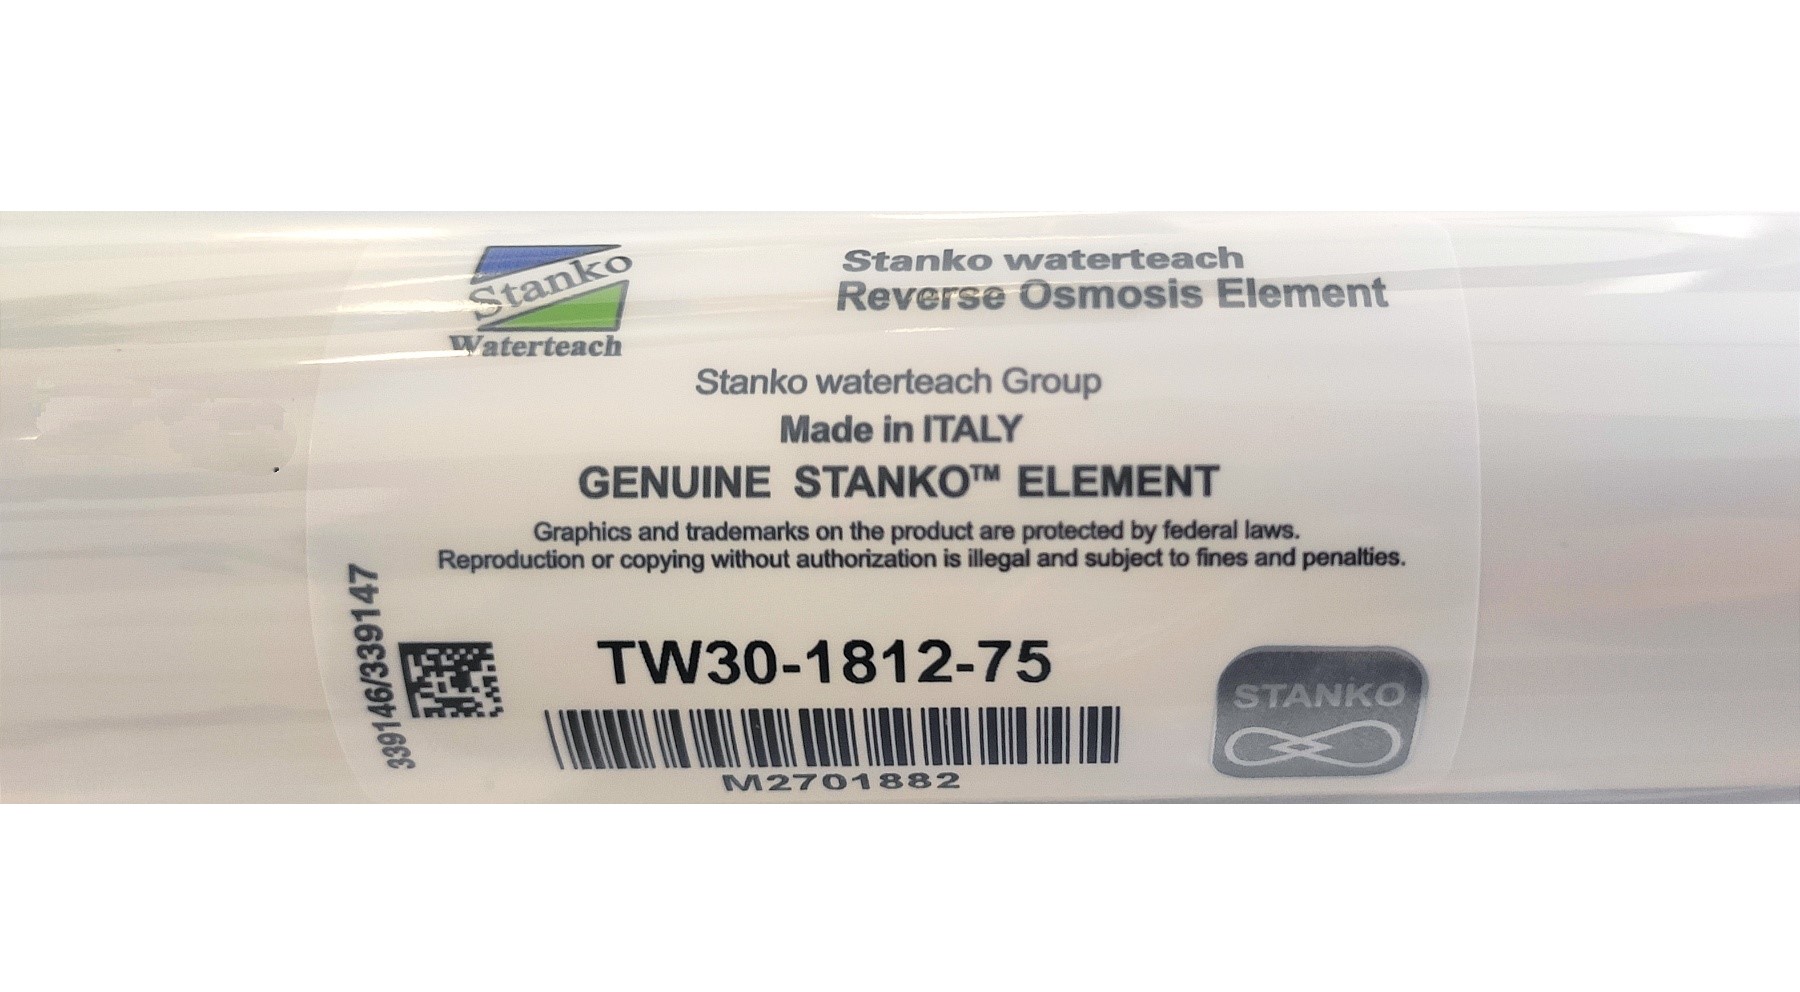 Stanko
Waterteach
Stanko waterteach
Reverse Osmosis Element
Stanko waterteach Group
Made in ITALY
GENUINE STANKO™ ELEMENT
Graphics and trademarks on the product are protected by federal laws.
Reproduction or copying without authorization is illegal and subject to fines and penalties.
339146/339147
TW30-1812-75
M2701882
STANKO